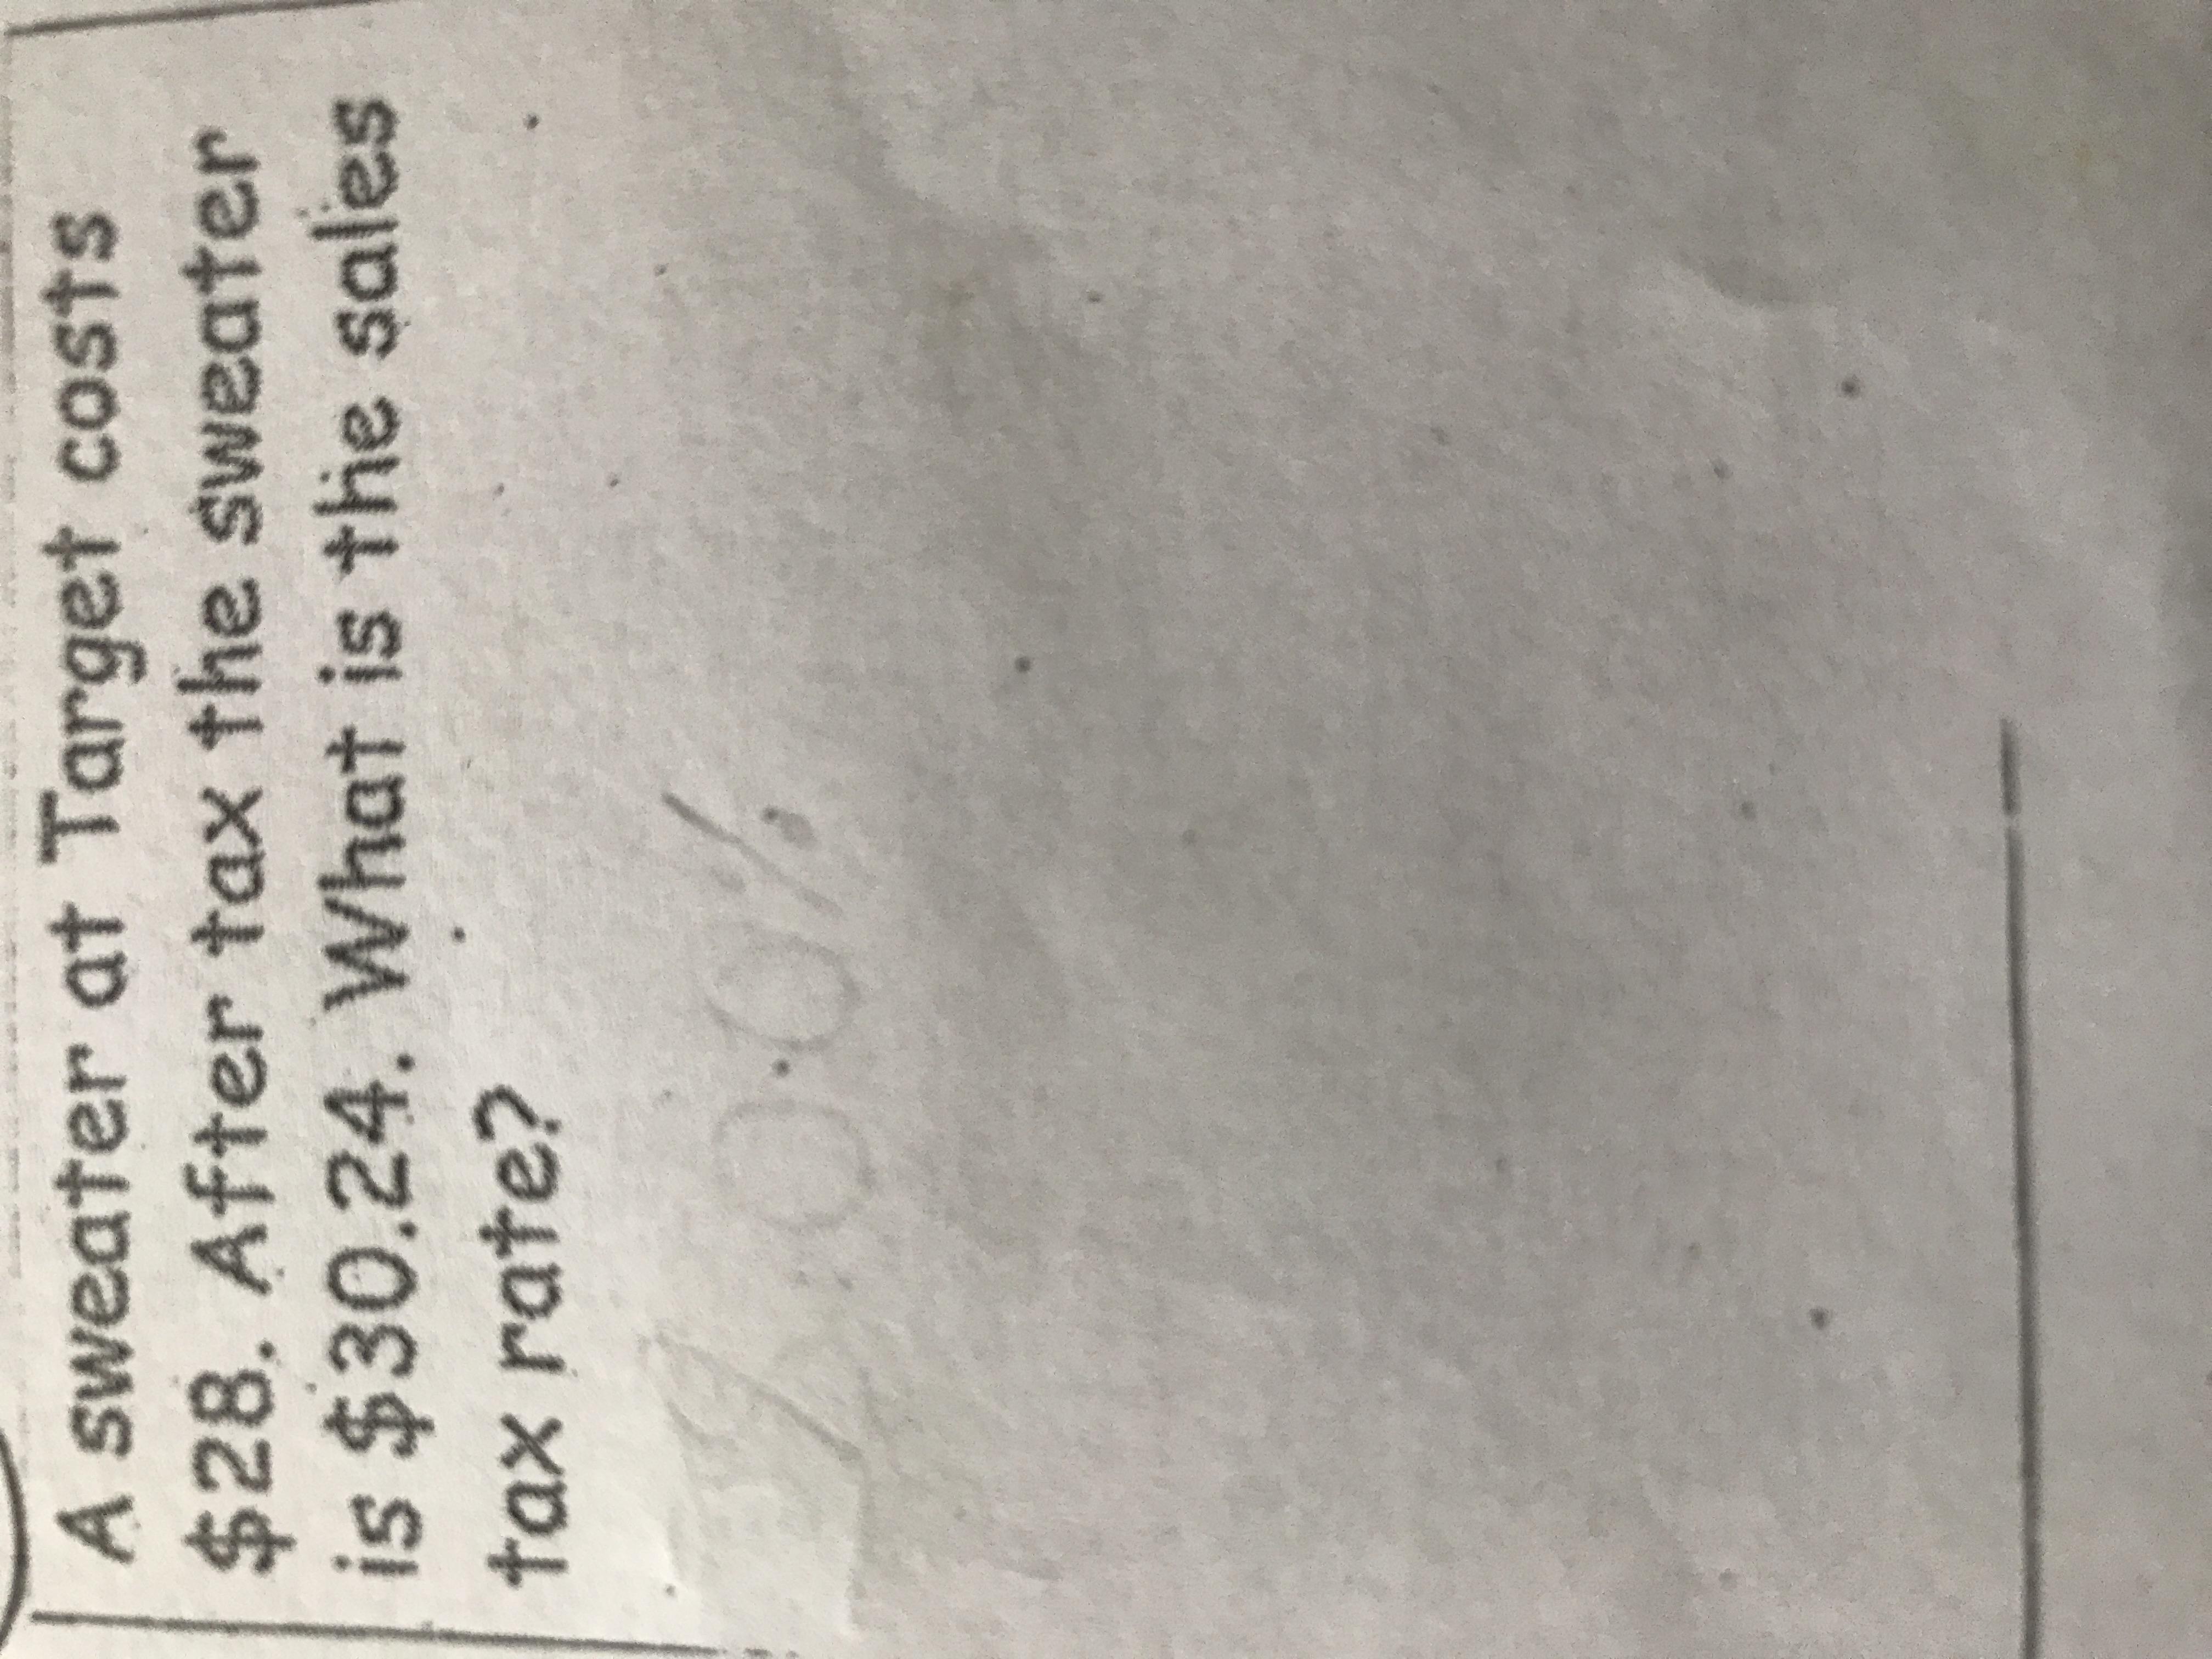 A sweater at Target costs
$28. After tax the sweater
is $30.24. What is the sales
tax rate?